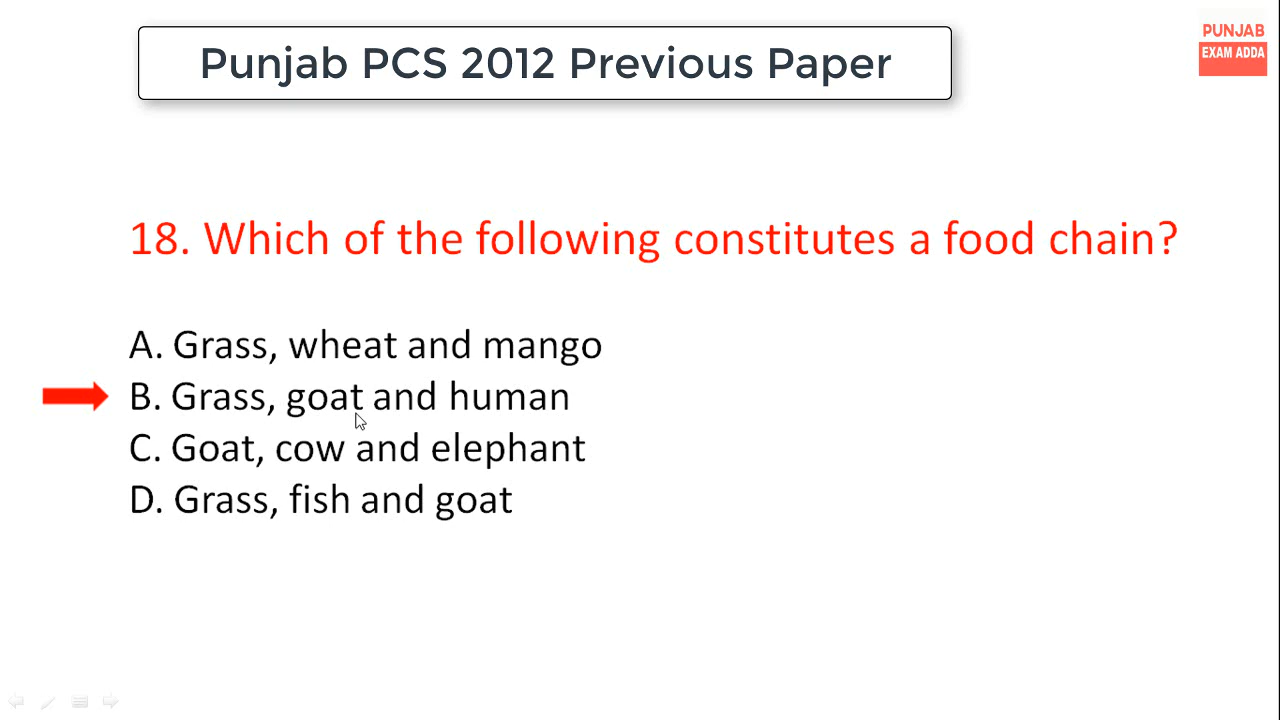 Punjab PCS 2012 Previous Paper
PUNJAB
EXAM ADDA
18. Which of the following constitutes a food chain?
A. Grass, wheat and mango
B. Grass, goat and human
C. Goat, cow and elephant
D. Grass, fish and goat